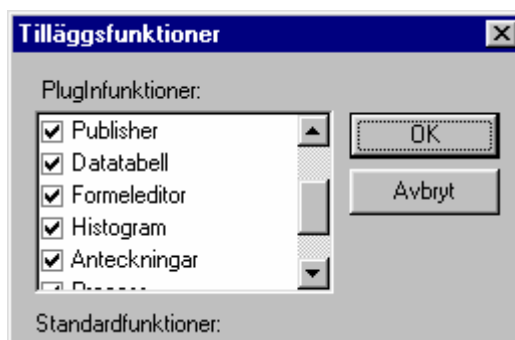 Tilläggsfunktioner
PlugInfunktioner:
Publisher
Datatabell
Formeleditor
Histogram
Anteckningar
OK
Avbryt
Standardfunktioner: